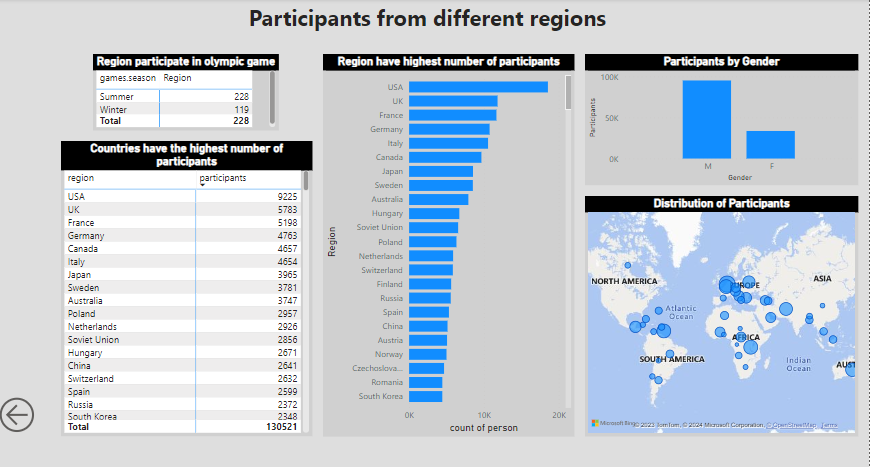 Participants from different regions
Region participate in olympic game
games.season Region
Summer 228
Winter 119
Total 228
Countries have the highest number of
participants
region participants
USA 9225
UK 5783
France 5198
Germany 4763
Canada 4657
Italy 4654
Japan 3965
Sweden 3781
Australia 3747
Poland 2957
Netherlands 2926
Soviet Union 2856
Hungary 2671
China 2641
Switzerland 2632
Spain 2599
Russia 2372
South Korea 2348
Total 130521
Region have highest number of participants
Region
USA
UK
France
Germany
Italy
Canada
Japan
Sweden
Australia
Hungary
Soviet Union
Poland
Netherlands
Switzerland
Finland
Russia
Spain
China
Austria
Norway
Czechoslova...
Romania
South Korea
0K 10K 20K
count of person
Participants by Gender
Participants
100K
50K
0K
M F
Gender
Distribution of Participants
NORTH AMERICA
EUROPE
ASIA
Atlantic
Ocean
AFRICA
SOUTH AMERICA
Indian
Ocean
AUST
Microsoft Bing
© 2023 TomTom, © 2024 Microsoft Corporation, © OpenStreetMap Terms